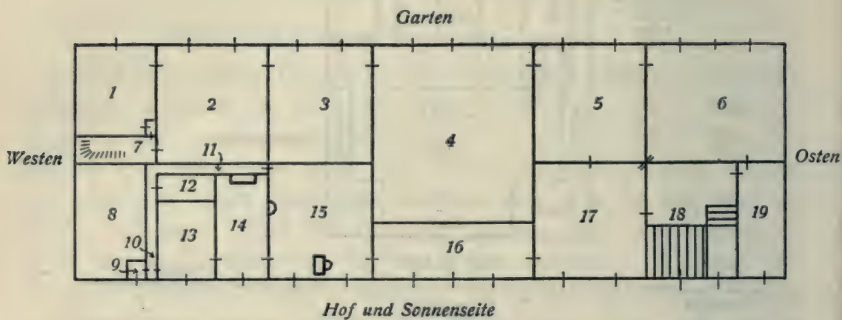 Garten
1 2 3 4 5 6
Westen 7 11 Osten
8 12 15 17 18 19
10 13 14 16
9
Hof und Sonnenseite